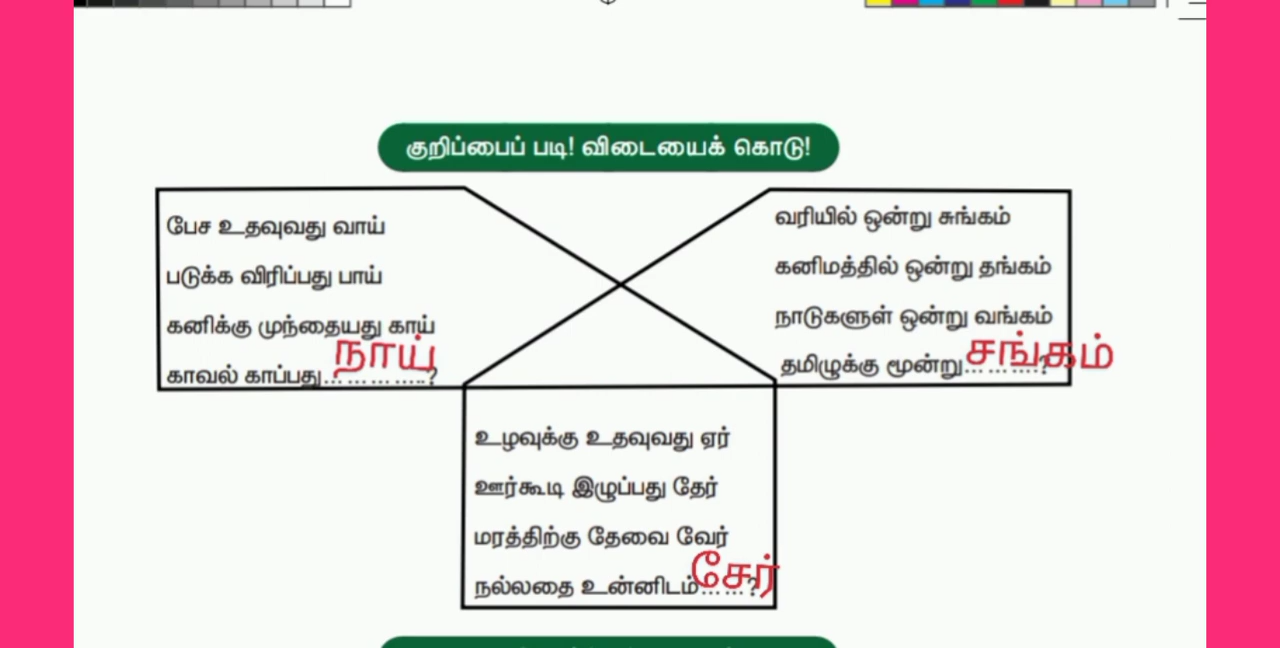 குறிப்பைப் படி! விடையைக் கொடு!
பேச உதவுவது வாய்
படுக்க விரிப்பது பாய்
கனிக்கு முந்தையது காய்
காவல் காப்பது நாய்............?
வரியில் ஒன்று சுங்கம்
கனிமத்தில் ஒன்று தங்கம்
நாடுகளுள் ஒன்று வங்கம்
தமிழுக்கு மூன்று சங்கம்.........?
உழவுக்கு உதவுவது ஏர்
ஊர்கூடி இழுப்பது தேர்
மரத்திற்கு தேவை வேர்
நல்லதை உன்னிடம் சேர்......?